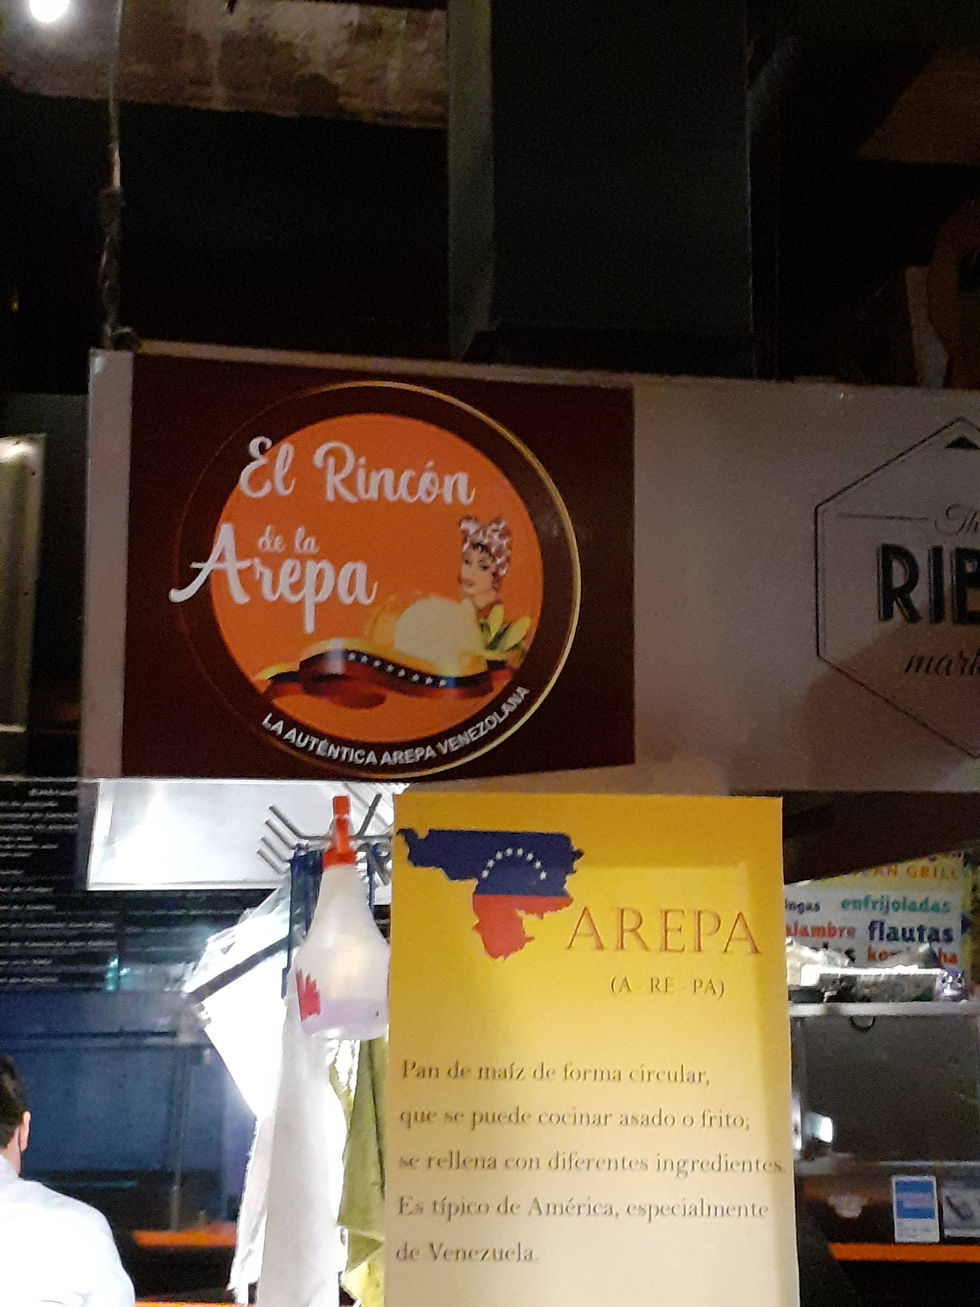 El Rincón
de la
Arepa
LA AUTÉNTICA AREPA VENEZOLANA
RIB
AREPA
(A - RE - PA)
Pan de maíz de forma circular,
que se puede cocinar asado o frito;
se rellena con diferentes ingredientes.
Es típico de América, especialmente
de Venezuela.
GRILL
enfrijoladas
flautas